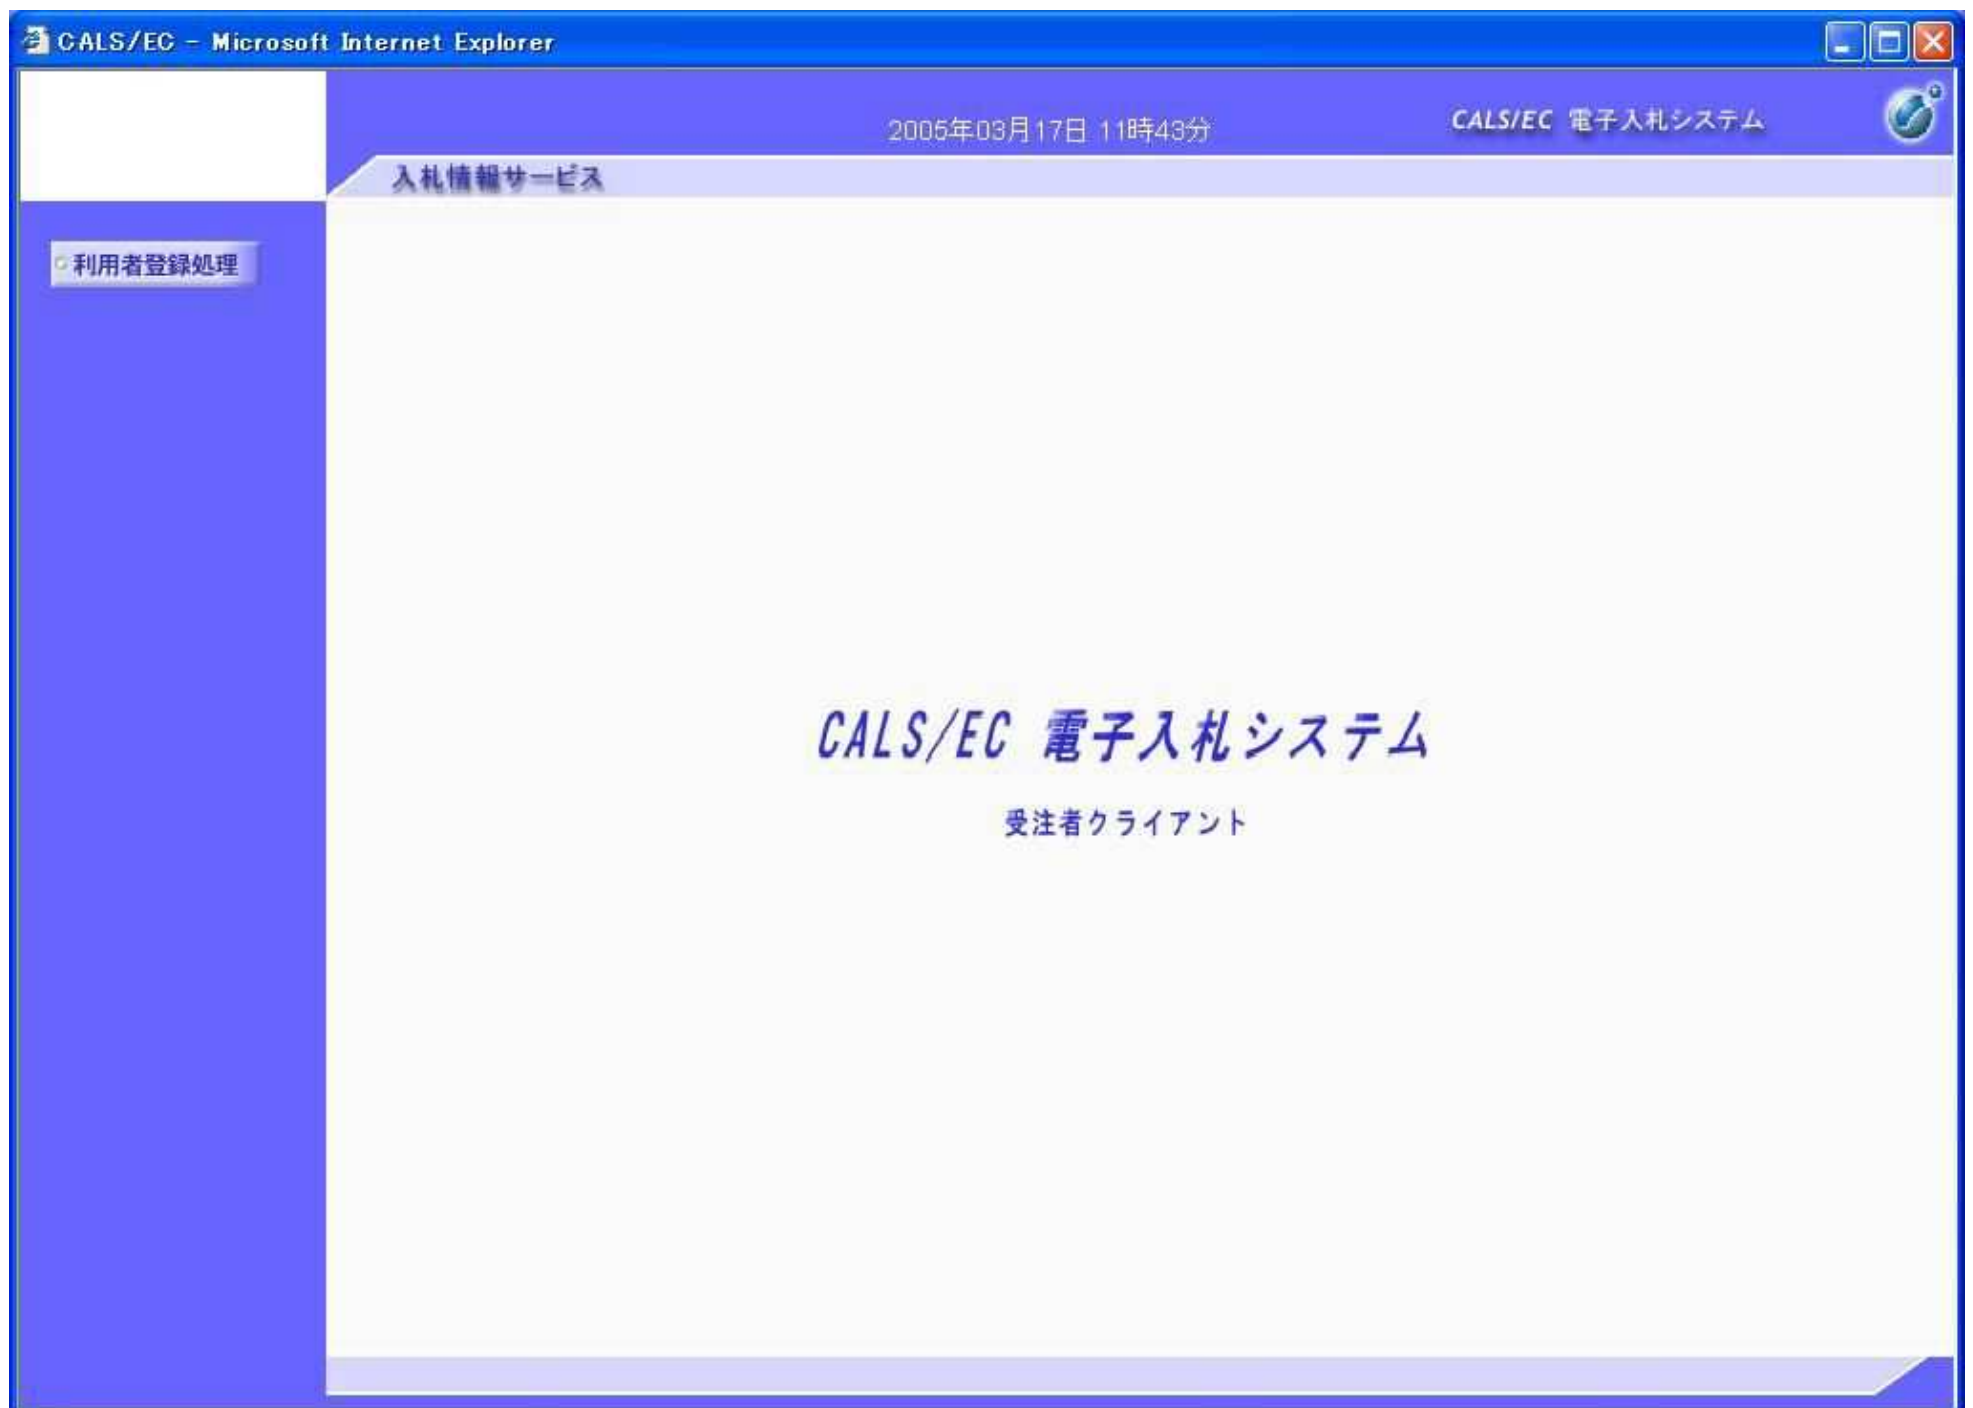 CALS/EC - Microsoft Internet Explorer
2005年03月17日 11時43分
CALS/EC 電子入札システム
入札情報サービス
利用者登録処理
CALS/EC 電子入札システム
受注者クライアント